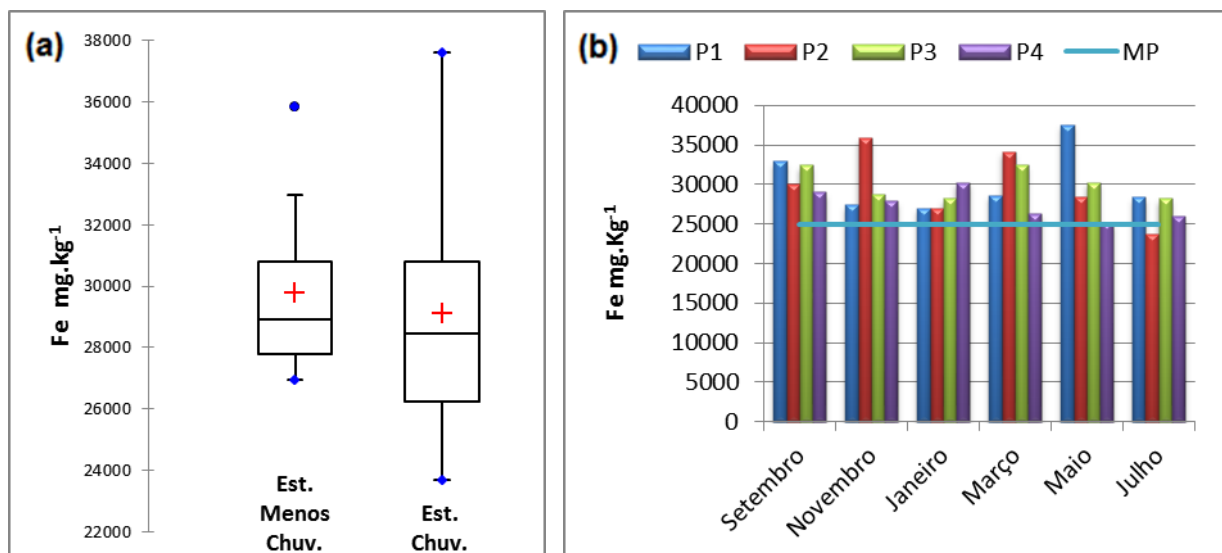 (a)
Fe mg.kg⁻¹
38000
36000
34000
32000
30000
28000
26000
24000
22000
Est.
Menos
Chuv.
Est.
Chuv.
(b)
P1 P2 P3 P4 MP
Fe mg.Kg⁻¹
40000
35000
30000
25000
20000
15000
10000
5000
0
Setembro
Novembro
Janeiro
Março
Maio
Julho